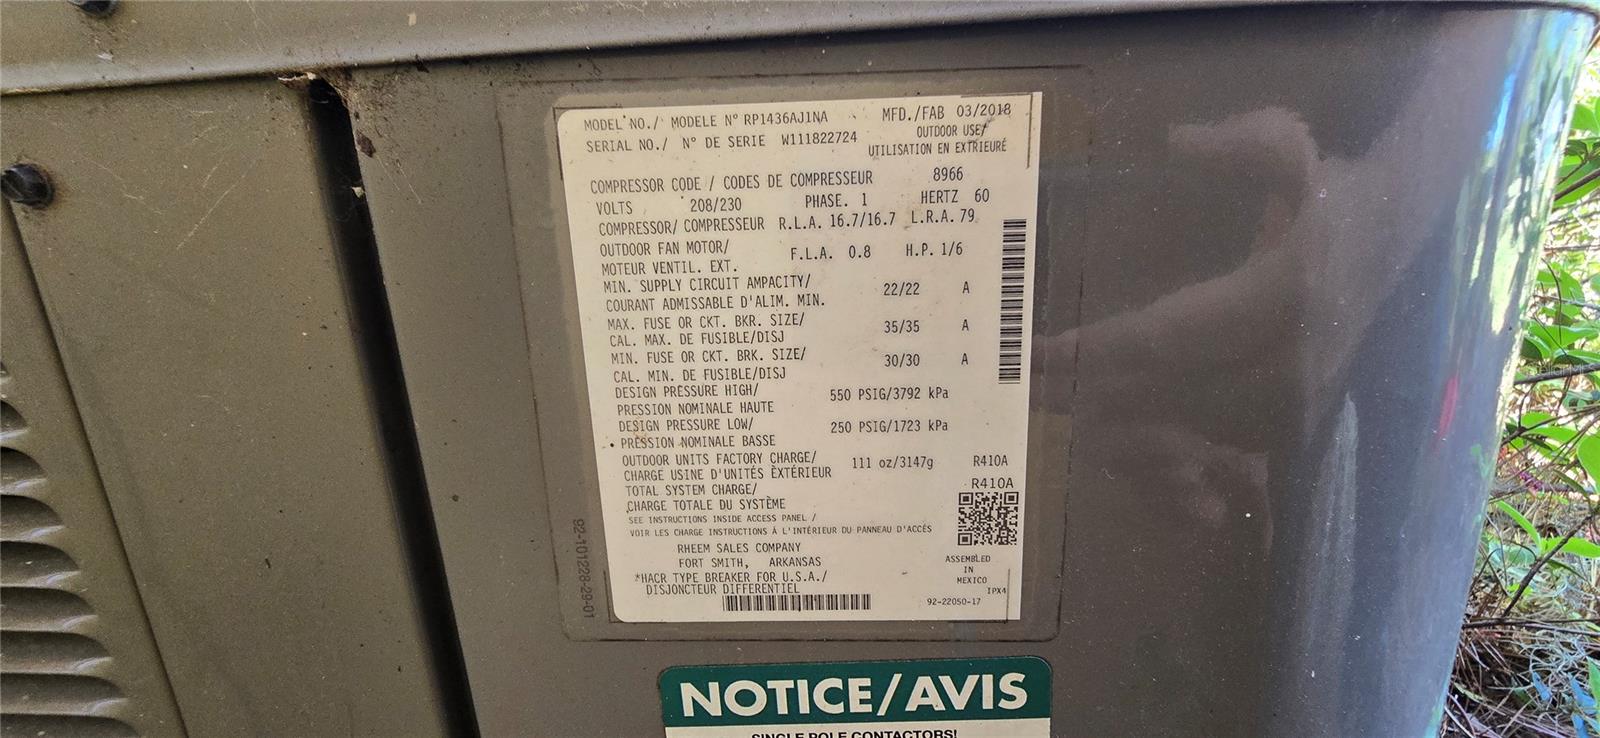 MODEL NO./ MODELE N° RP1436AJ1NA MFD./FAB 03/2018
SERIAL NO./ N° DE SERIE W111822724 OUTDOOR USE/
UTILISATION EN EXTRIEURÉ
COMPRESSOR CODE / CODES DE COMPRESEUR 8966
VOLTS 208/230 PHASE. 1 HERTZ 60
COMPRESSOR/ COMPRESSEUR R.L.A. 16.7/16.7 L.R.A. 79
OUTDOOR FAN MOTOR/ F.L.A. 0.8 H.P. 1/6
MOTEUR VENTIL. EXT.
MIN. SUPPLY CIRCUIT AMPACITY/ 22/22 A
COURANT ADMISSABLE D'ALIM. MIN.
MAX. FUSE OR CKT. BKR. SIZE/ 35/35 A
CAL. MAX. DE FUSIBLE/DISJ
MIN. FUSE OR CKT. BRK. SIZE/ 30/30 A
CAL. MIN. DE FUSIBLE/DISJ
DESIGN PRESSURE HIGH/ 550 PSIG/3792 kPa
PRESSION NOMINALE HAUTE
DESIGN PRESSURE LOW/ 250 PSIG/1723 kPa
PRESSION NOMINALE BASSE
OUTDOOR UNITS FACTORY CHARGE/ 111 oz/3147g R410A
CHARGE USINE D'UNITÉS EXTÉRIEUR
TOTAL SYSTEM CHARGE/ R410A
CHARGE TOTALE DU SYSTÈME
SEE INSTRUCTIONS INSIDE ACCESS PANEL /
VOIR LES CHARGE INSTRUCTIONS À L'INTÉRIEUR DU PANNEAU D'ACCÉS
RHEEM SALES COMPANY
FORT SMITH, ARKANSAS
ASSEMBLED
IN
MEXICO
*HACR TYPE BREAKER FOR U.S.A./
DISJONCTEUR DIFFERENTIEL
IPX4
92-22050-17
92-101228-29-01
NOTICE/AVIS
SINGLE POLE CONTACTORS!